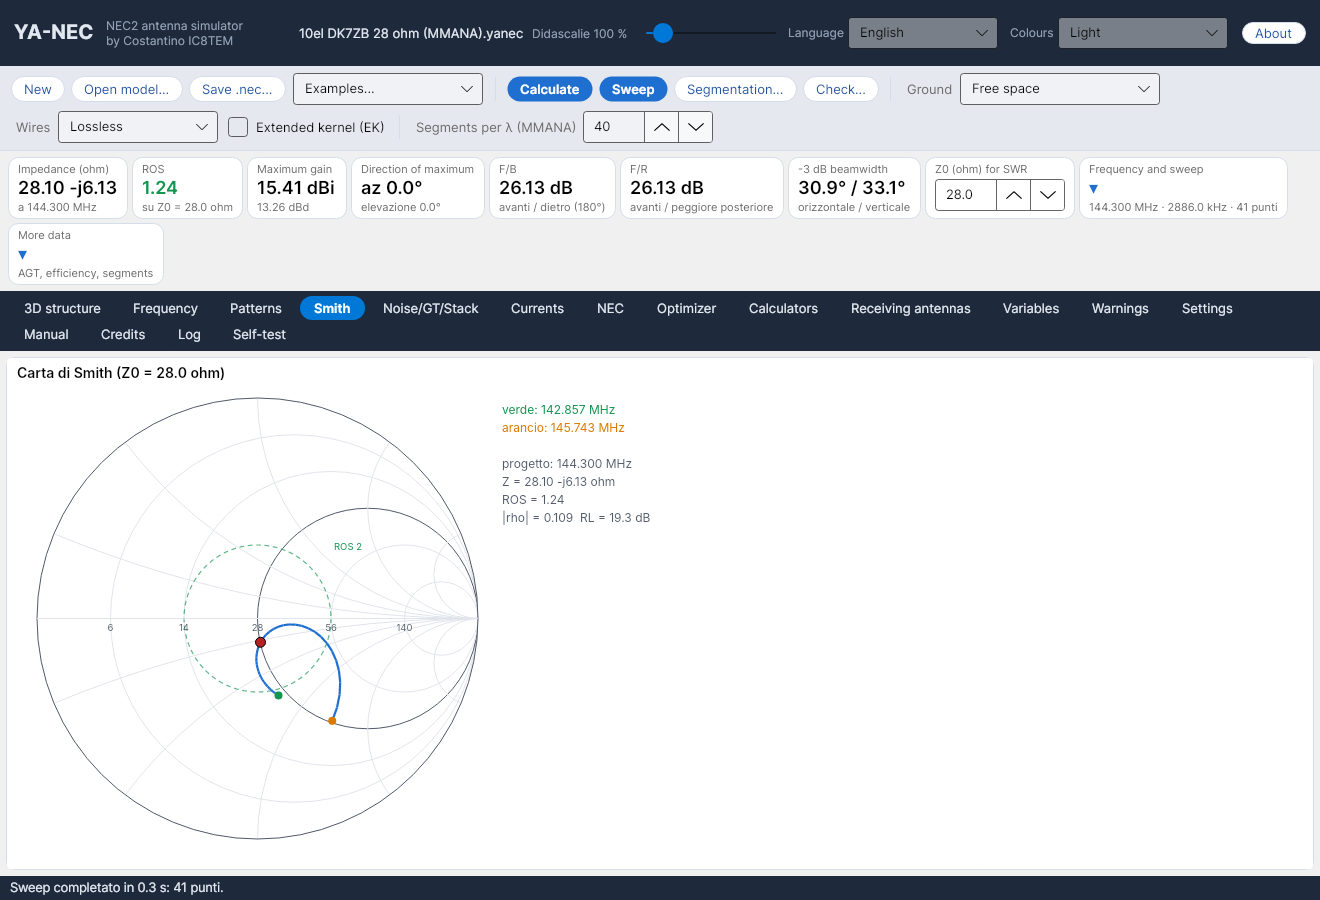 YA-NEC
NEC2 antenna simulator
by Costantino IC8TEM
10el DK7ZB 28 ohm (MMANA).yanec
Didascalie 100 %
Language
English
Colours
Light
About
New
Open model...
Save .nec...
Examples...
Calculate
Sweep
Segmentation...
Check...
Ground
Free space
Wires
Lossless
Extended kernel (EK)
Segments per λ (MMANA)
40
Impedance (ohm)
28.10 -j6.13
a 144.300 MHz
ROS
1.24
su Z0 = 28.0 ohm
Maximum gain
15.41 dBi
13.26 dBd
Direction of maximum
az 0.0°
elevazione 0.0°
F/B
26.13 dB
avanti / dietro (180°)
F/R
26.13 dB
avanti / peggiore posteriore
-3 dB beamwidth
30.9° / 33.1°
orizzontale / verticale
Z0 (ohm) for SWR
28.0
Frequency and sweep
▼
144.300 MHz · 2886.0 kHz · 41 punti
More data
▼
AGT, efficiency, segments
3D structure
Frequency
Patterns
Smith
Noise/GT/Stack
Currents
NEC
Optimizer
Calculators
Receiving antennas
Variables
Warnings
Settings
Manual
Credits
Log
Self-test
Carta di Smith (Z0 = 28.0 ohm)
verde: 142.857 MHz
arancio: 145.743 MHz
progetto: 144.300 MHz
Z = 28.10 -j6.13 ohm
ROS = 1.24
|rho| = 0.109  RL = 19.3 dB
ROS 2
6
14
28
56
140
Sweep completato in 0.3 s: 41 punti.